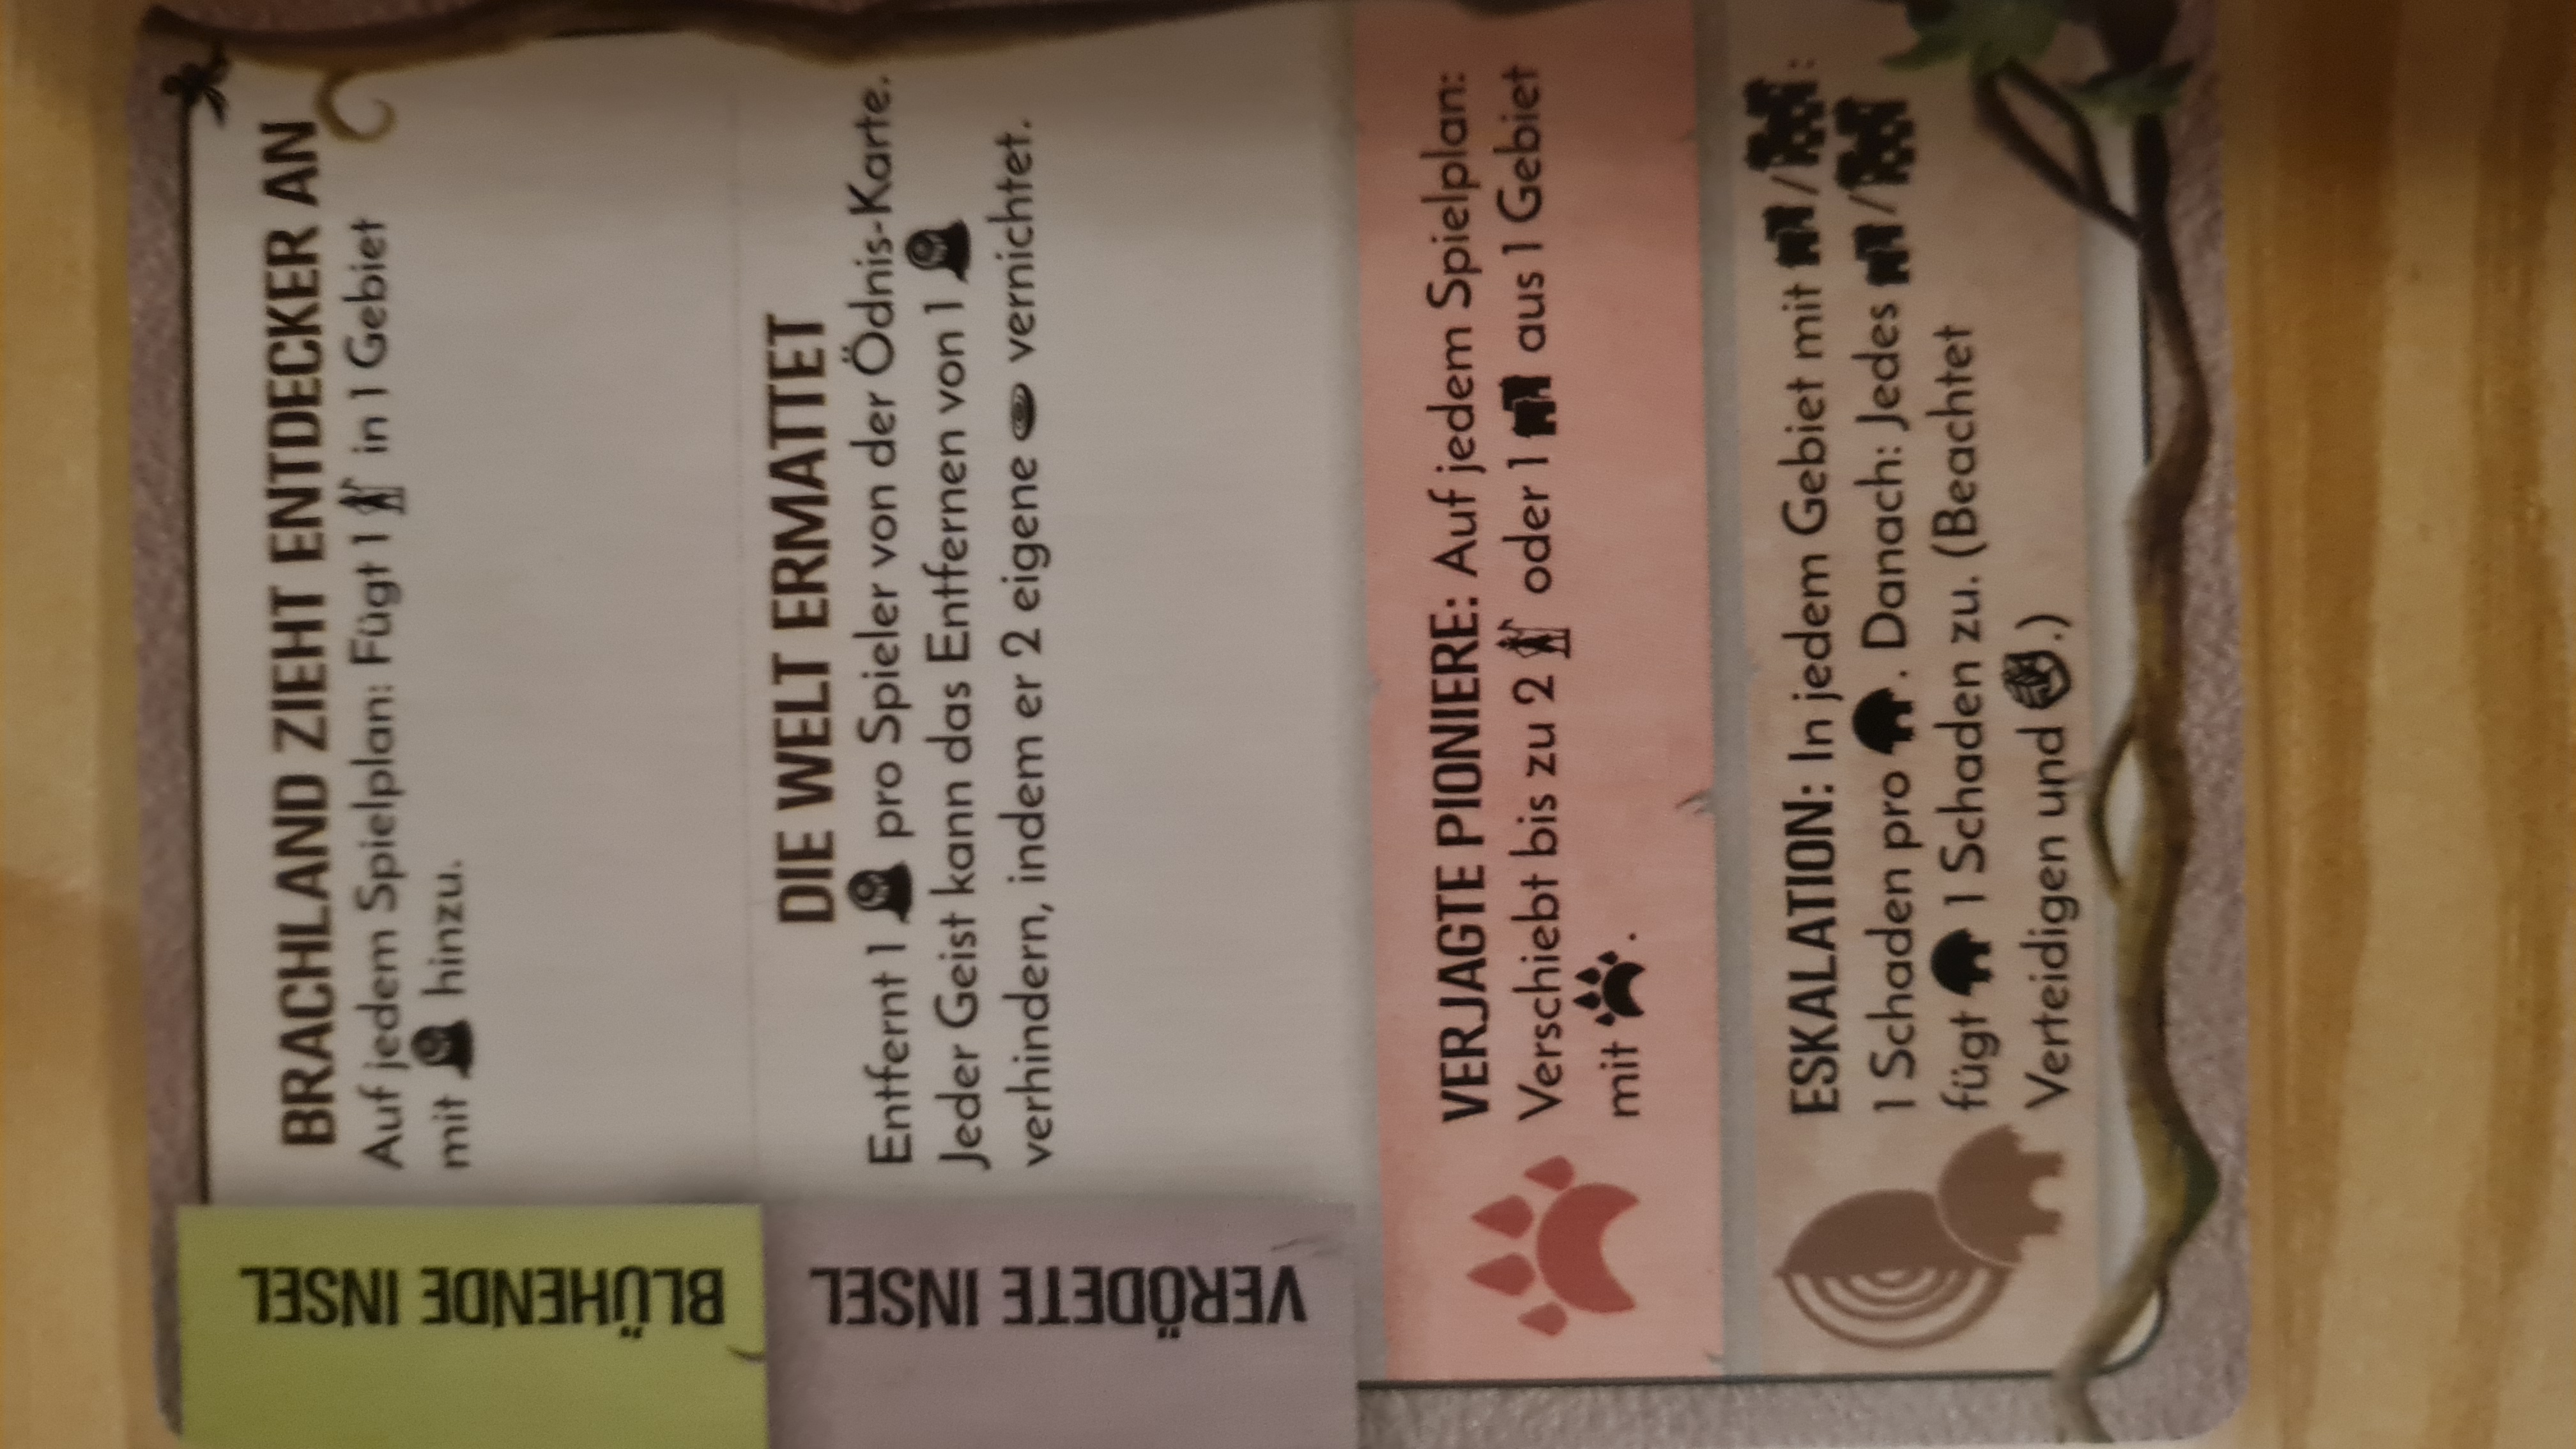 BLÜHENDE INSEL
BRACHLAND ZIEHT ENTDECKER AN
Auf jedem Spielplan: Fügt 1 in 1 Gebiet
mit hinzu.
VERÖDETE INSEL
DIE WELT ERMATTET
Entfernt 1 pro Spieler von der Ödnis-Karte.
Jeder Geist kann das Entfernen von 1
verhindern, indem er 2 eigene vernichtet.
VERJAGTE PIONIERE: Auf jedem Spielplan:
Verschiebt bis zu 2 oder 1 aus 1 Gebiet
mit .
ESKALATION: In jedem Gebiet mit / :
1 Schaden pro . Danach: Jedes /
fügt 1 Schaden zu. (Beachtet
Verteidigen und .)